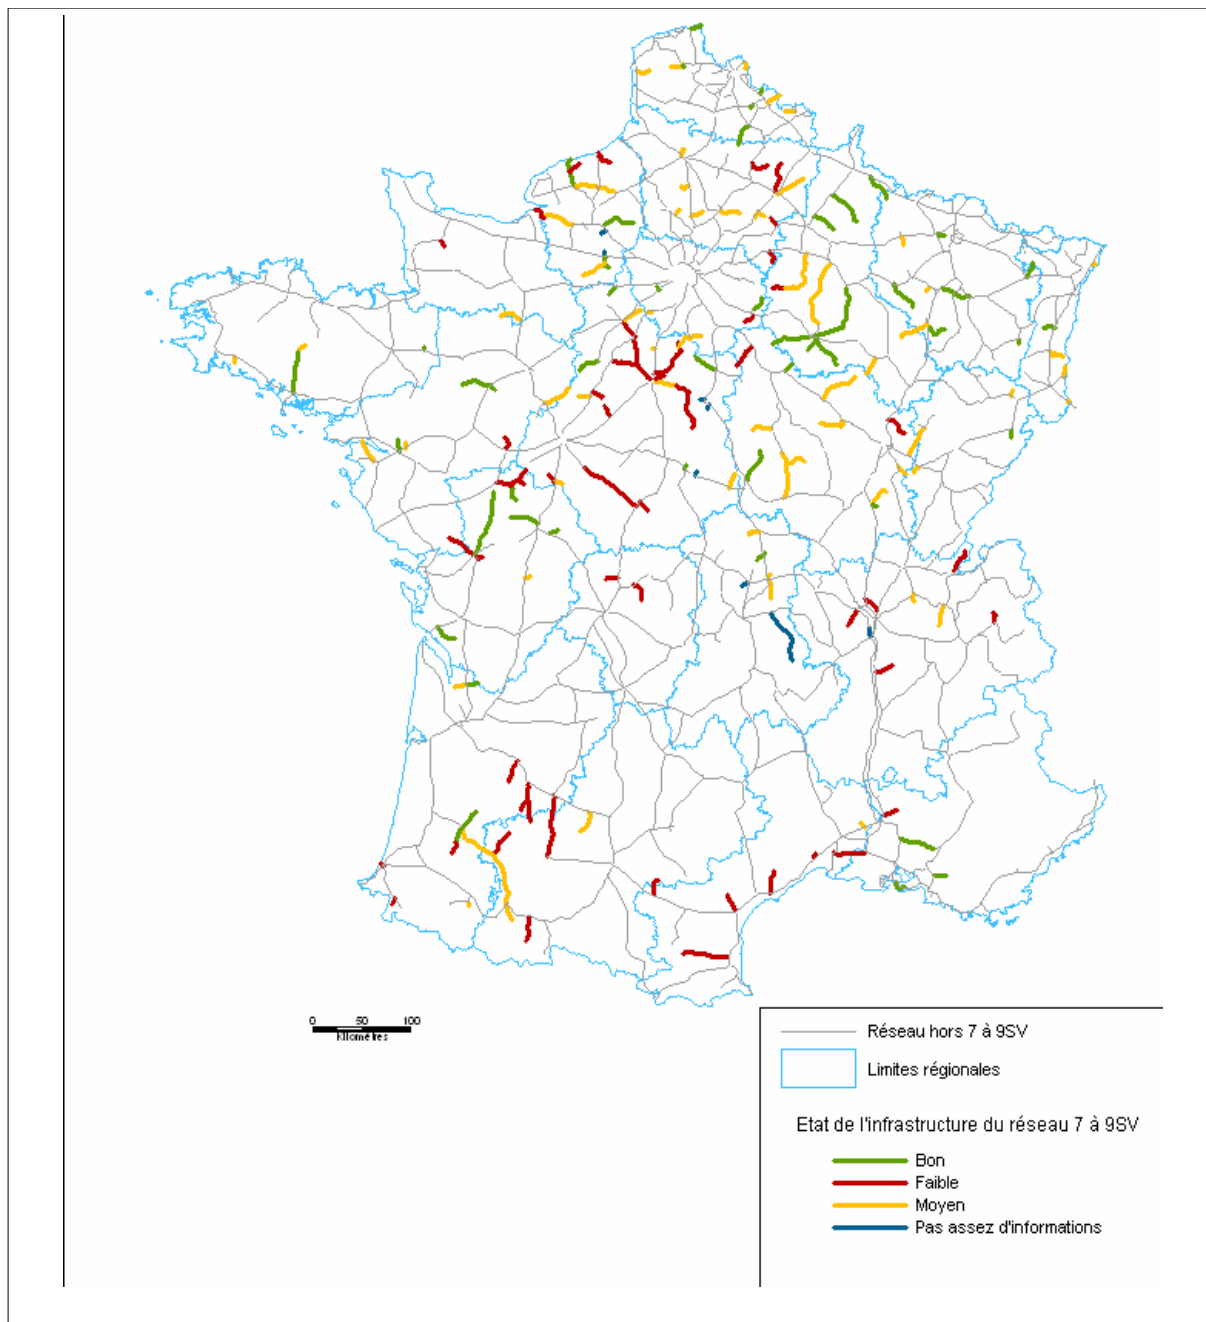 0 50 100
kilomètres
Réseau hors 7 à 9SV
Limites régionales
Etat de l'infrastructure du réseau 7 à 9SV
Bon
Faible
Moyen
Pas assez d'informations